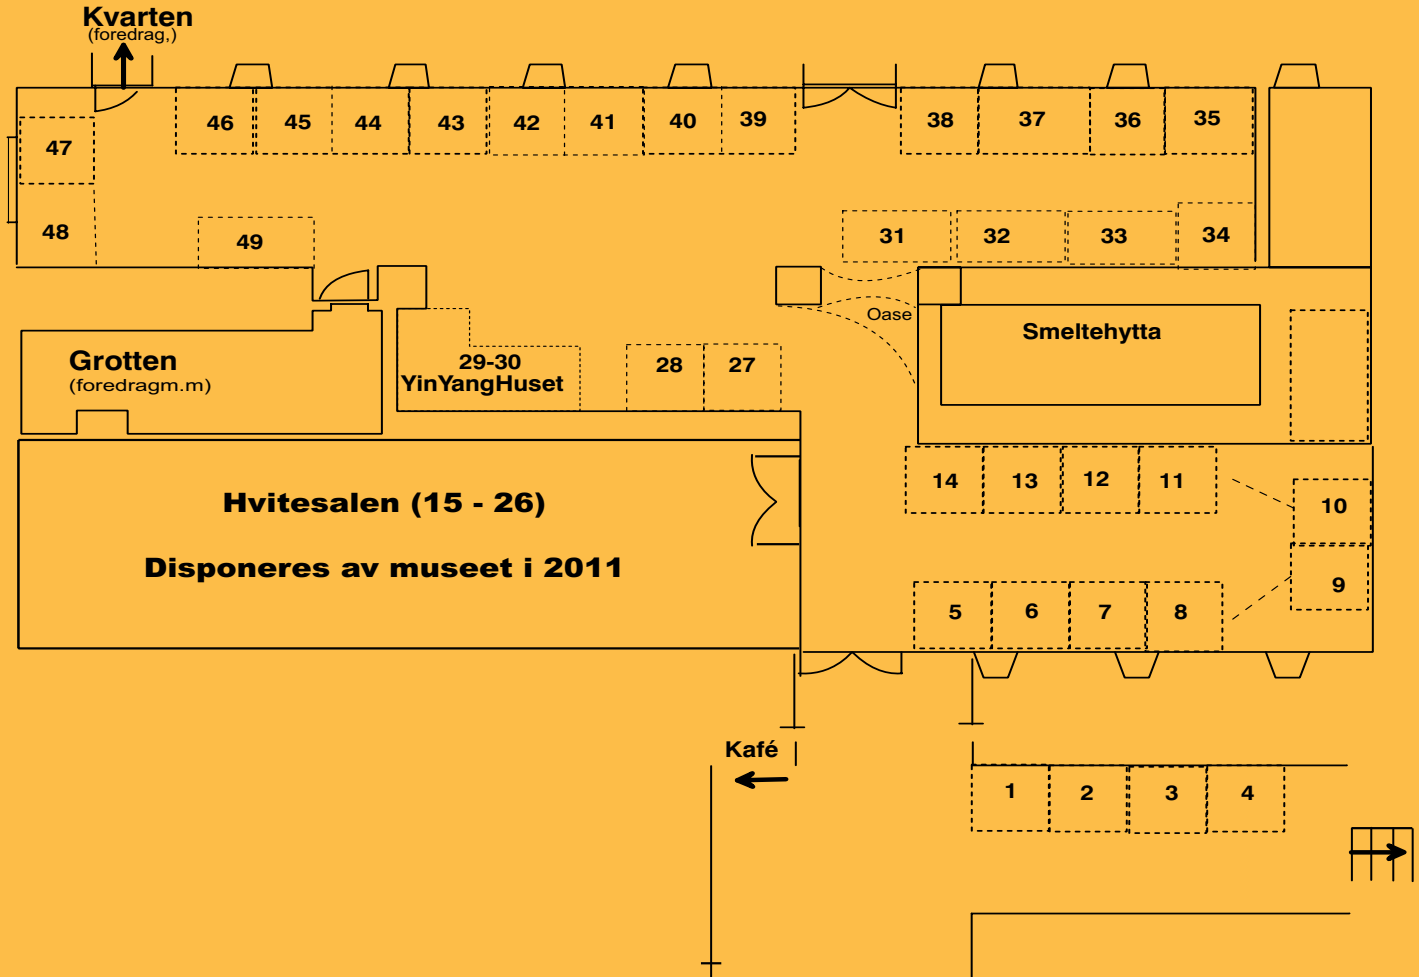 Kvarten
(foredrag,)
46 45 44 43 42 41 40 39 38 37 36 35
47
48 49 31 32 33 34
Oase
Smeltehytta
Grotten
(foredragm.m)
29-30
YinYangHuset
28 27
Hvitesalen (15 - 26)
Disponeres av museet i 2011
14 13 12 11
10
9
5 6 7 8
Kafé
1 2 3 4